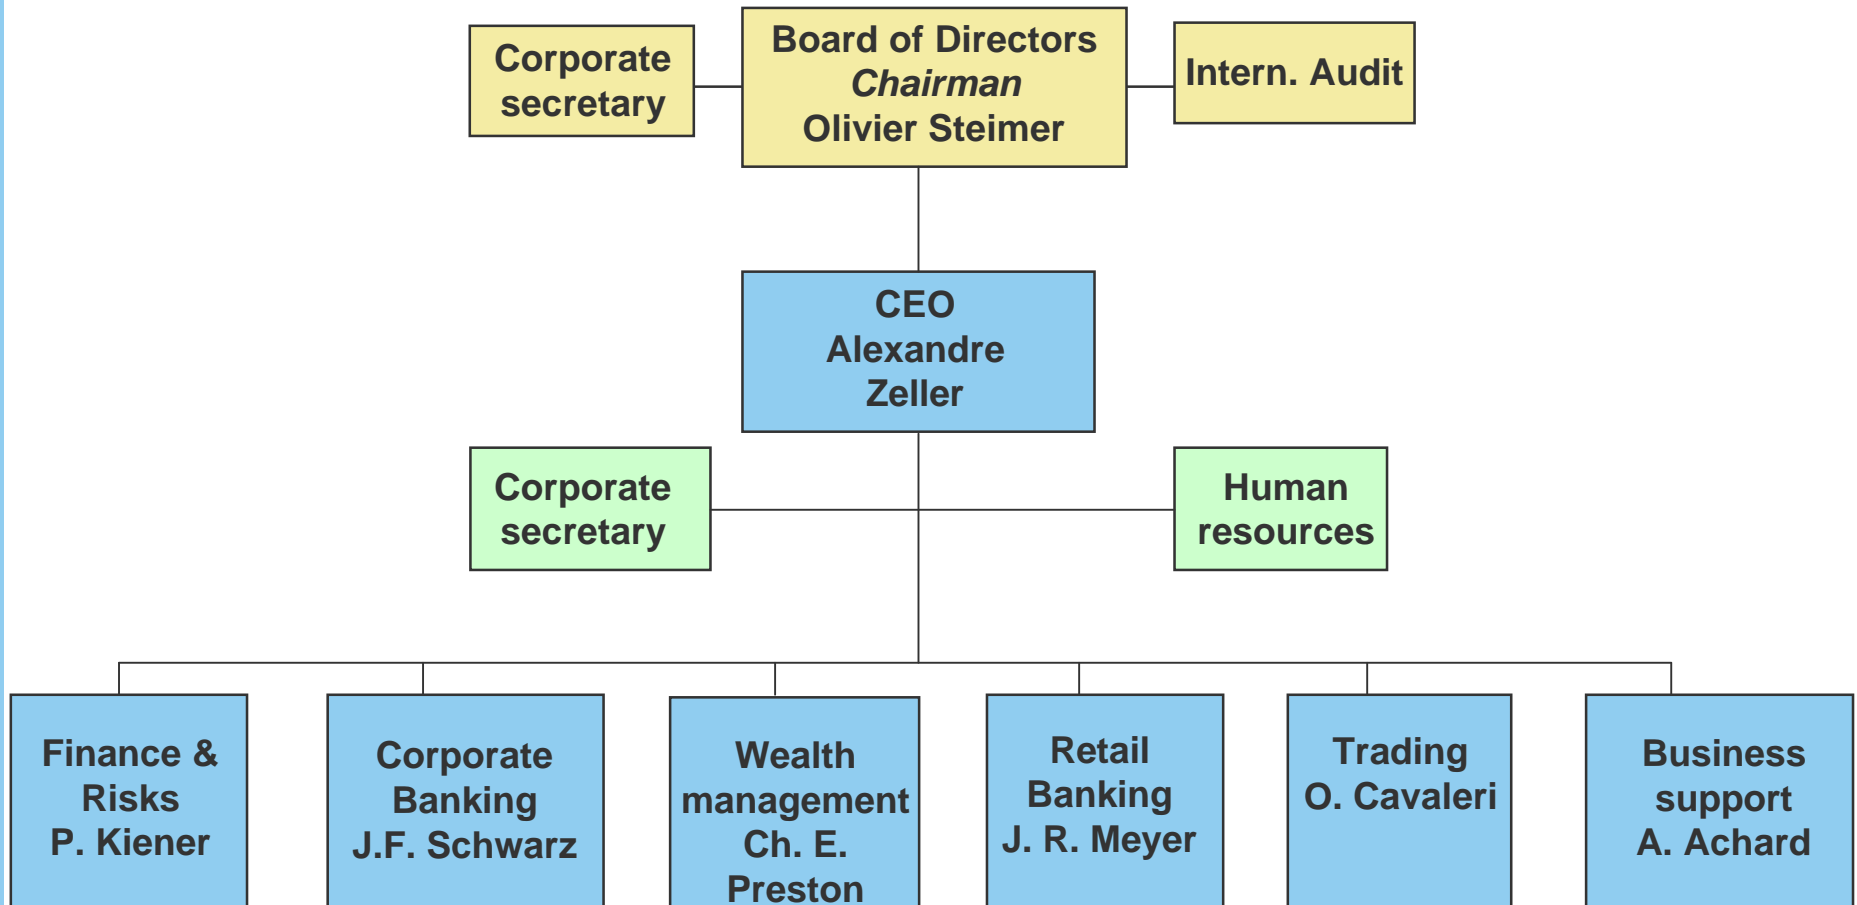 Corporate
secretary
Board of Directors
Chairman
Olivier Steimer
Intern. Audit
CEO
Alexandre
Zeller
Corporate
secretary
Human
resources
Finance &
Risks
P. Kiener
Corporate
Banking
J.F. Schwarz
Wealth
management
Ch. E.
Preston
Retail
Banking
J. R. Meyer
Trading
O. Cavaleri
Business
support
A. Achard